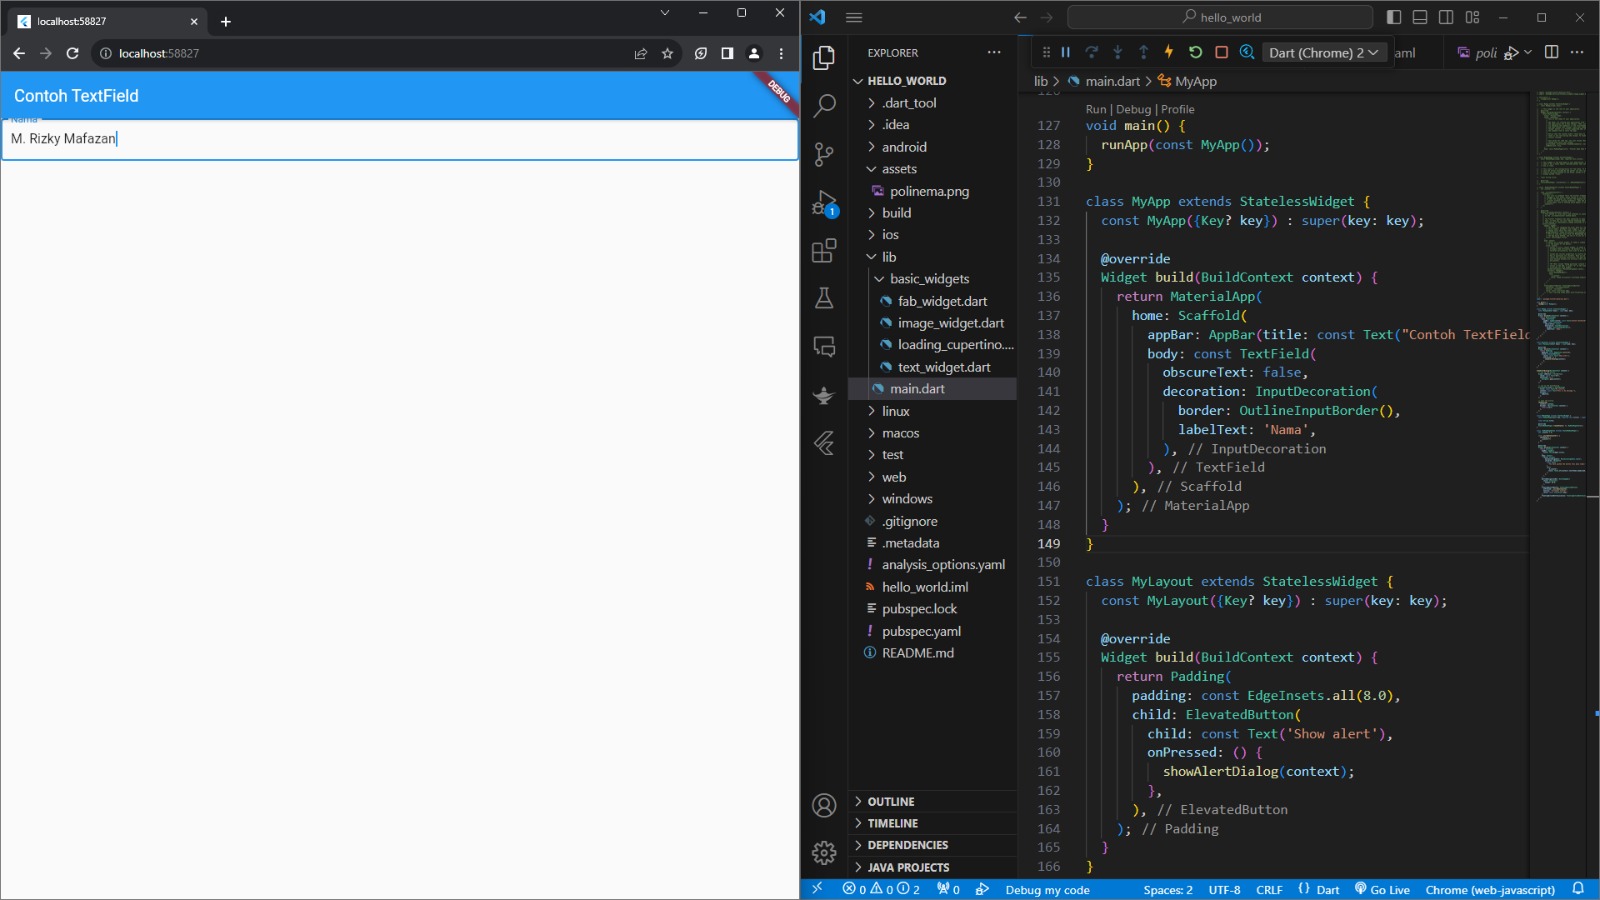 localhost:58827
localhost:58827
Contoh TextField
DEBUG
Nama
M. Rizky Mafazan
hello_world
EXPLORER
Dart (Chrome) 2
aml
poli
lib > main.dart > MyApp
HELLO_WORLD
.dart_tool
.idea
android
assets
polinema.png
build
ios
lib
basic_widgets
fab_widget.dart
image_widget.dart
loading_cupertino....
text_widget.dart
main.dart
linux
macos
test
web
windows
.gitignore
.metadata
analysis_options.yaml
hello_world.iml
pubspec.lock
pubspec.yaml
README.md
OUTLINE
TIMELINE
DEPENDENCIES
JAVA PROJECTS
1
Run | Debug | Profile
127 void main() {
128 runApp(const MyApp());
129 }
130
131 class MyApp extends StatelessWidget {
132 const MyApp({Key? key}) : super(key: key);
133
134 @override
135 Widget build(BuildContext context) {
136 return MaterialApp(
137 home: Scaffold(
138 appBar: AppBar(title: const Text("Contoh TextField
139 body: const TextField(
140 obscureText: false,
141 decoration: InputDecoration(
142 border: OutlineInputBorder(),
143 labelText: 'Nama',
144 ), // InputDecoration
145 ), // TextField
146 ), // Scaffold
147 ); // MaterialApp
148 }
149 }
150
151 class MyLayout extends StatelessWidget {
152 const MyLayout({Key? key}) : super(key: key);
153
154 @override
155 Widget build(BuildContext context) {
156 return Padding(
157 padding: const EdgeInsets.all(8.0),
158 child: ElevatedButton(
159 child: const Text('Show alert'),
160 onPressed: () {
161 showAlertDialog(context);
162 },
163 ), // ElevatedButton
164 ); // Padding
165 }
166 }
0 0 2 0 Debug my code Spaces: 2 UTF-8 CRLF {} Dart Go Live Chrome (web-javascript)